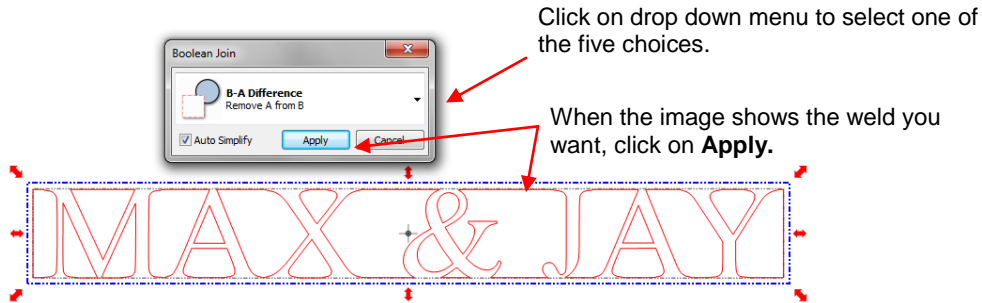 Click on drop down menu to select one of
the five choices.
Boolean Join
B-A Difference
Remove A from B
When the image shows the weld you
want, click on Apply.
Auto Simplify Apply Cancel
MAX & JAY